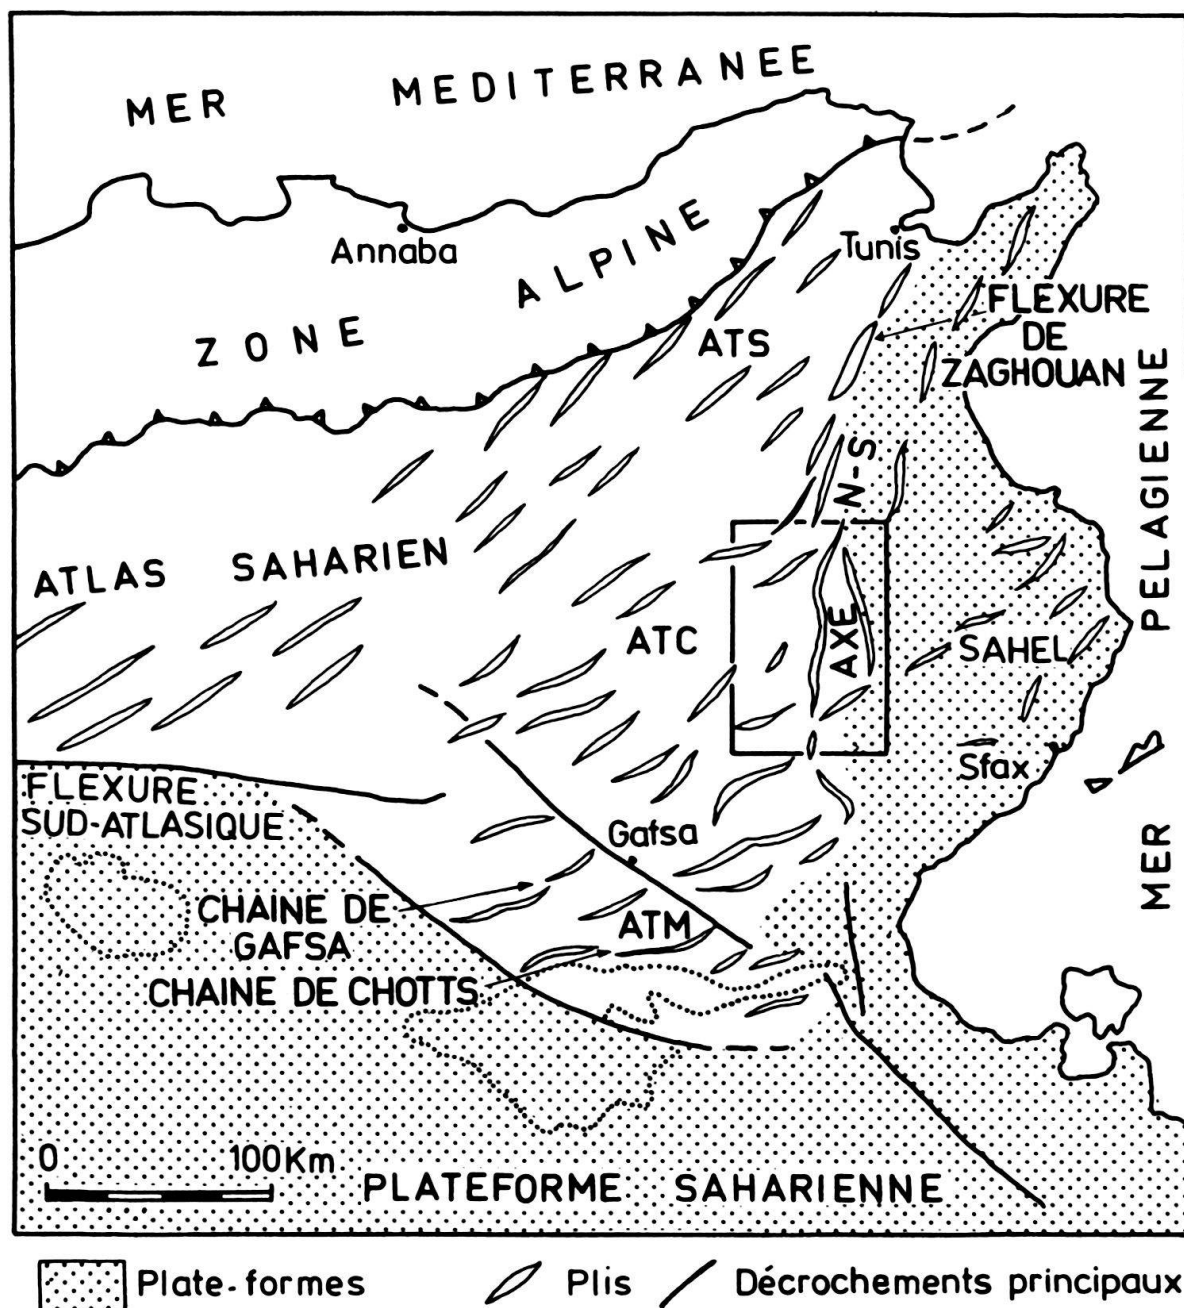 MER MEDITERRANEE
Annaba
Tunis
ZONE ALPINE
ATS
FLEXURE
DE
ZAGHOUAN
MER PELAGIENNE
N-S
AXE
ATLAS SAHARIEN
ATC
SAHEL
Sfax
FLEXURE
SUD-ATLASIQUE
Gafsa
CHAINE DE
GAFSA
ATM
CHAINE DE CHOTTS
0 100Km
PLATEFORME SAHARIENNE
Plate-formes Plis Décrochements principaux